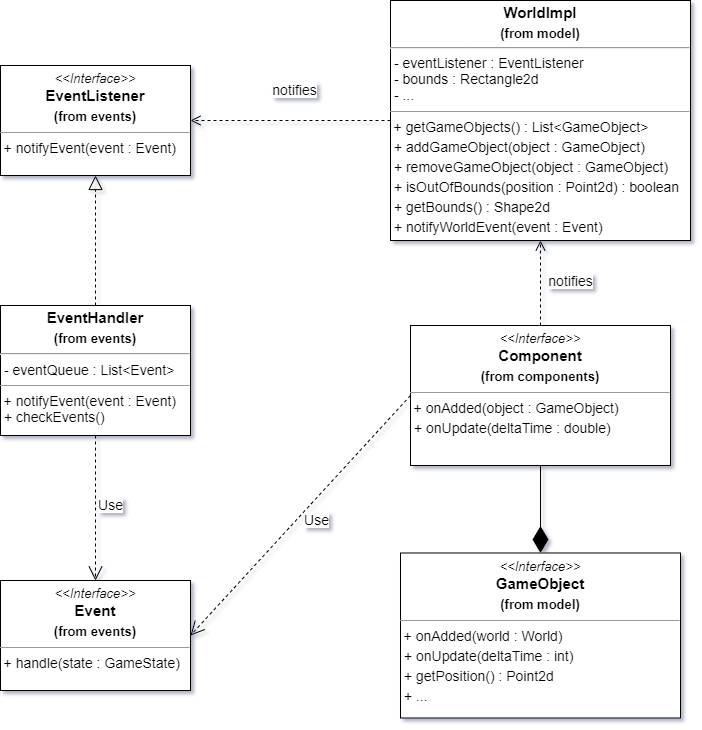 WorldImpl
(from model)
- eventListener : EventListener
- bounds : Rectangle2d
- ...
+ getGameObjects() : List<GameObject>
+ addGameObject(object : GameObject)
+ removeGameObject(object : GameObject)
+ isOutOfBounds(position : Point2d) : boolean
+ getBounds() : Shape2d
+ notifyWorldEvent(event : Event)
<<Interface>>
EventListener
(from events)
+ notifyEvent(event : Event)
notifies
notifies
EventHandler
(from events)
- eventQueue : List<Event>
+ notifyEvent(event : Event)
+ checkEvents()
<<Interface>>
Component
(from components)
+ onAdded(object : GameObject)
+ onUpdate(deltaTime : double)
Use
Use
<<Interface>>
Event
(from events)
+ handle(state : GameState)
<<Interface>>
GameObject
(from model)
+ onAdded(world : World)
+ onUpdate(deltaTime : int)
+ getPosition() : Point2d
+ ...